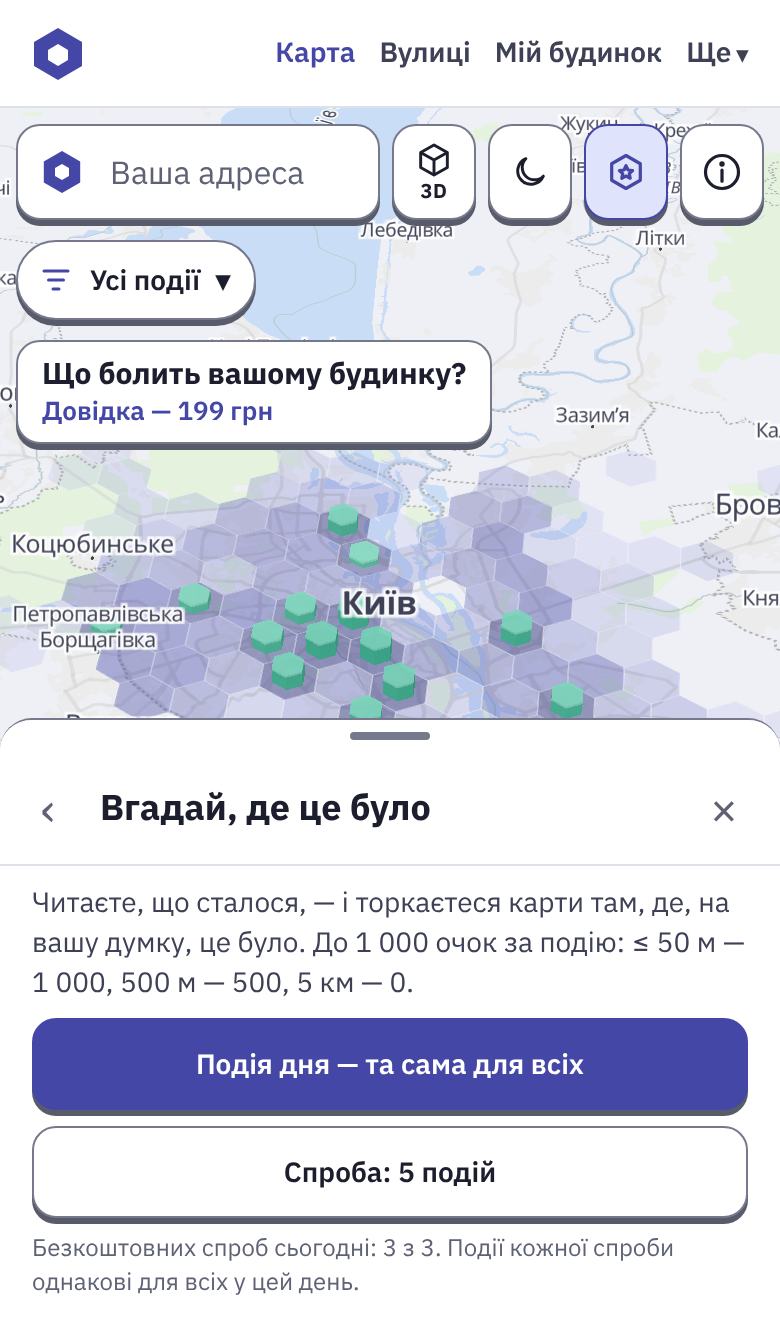 Карта Вулиці Мій будинок Ще ▾
Жукин
Ваша адреса
3D
Лебедівка
Літки
Усі події ▼
Що болить вашому будинку?
Довідка — 199 грн
Зазим’я
Бров
Коцюбинське
Київ
Кня
Петропавлівська
Борщагівка
‹ Вгадай, де це було ×
Читаєте, що сталося, — і торкаєтеся карти там, де, на
вашу думку, це було. До 1 000 очок за подію: ≤ 50 м —
1 000, 500 м — 500, 5 км — 0.
Подія дня — та сама для всіх
Спроба: 5 подій
Безкоштовних спроб сьогодні: 3 з 3. Події кожної спроби
однакові для всіх у цей день.